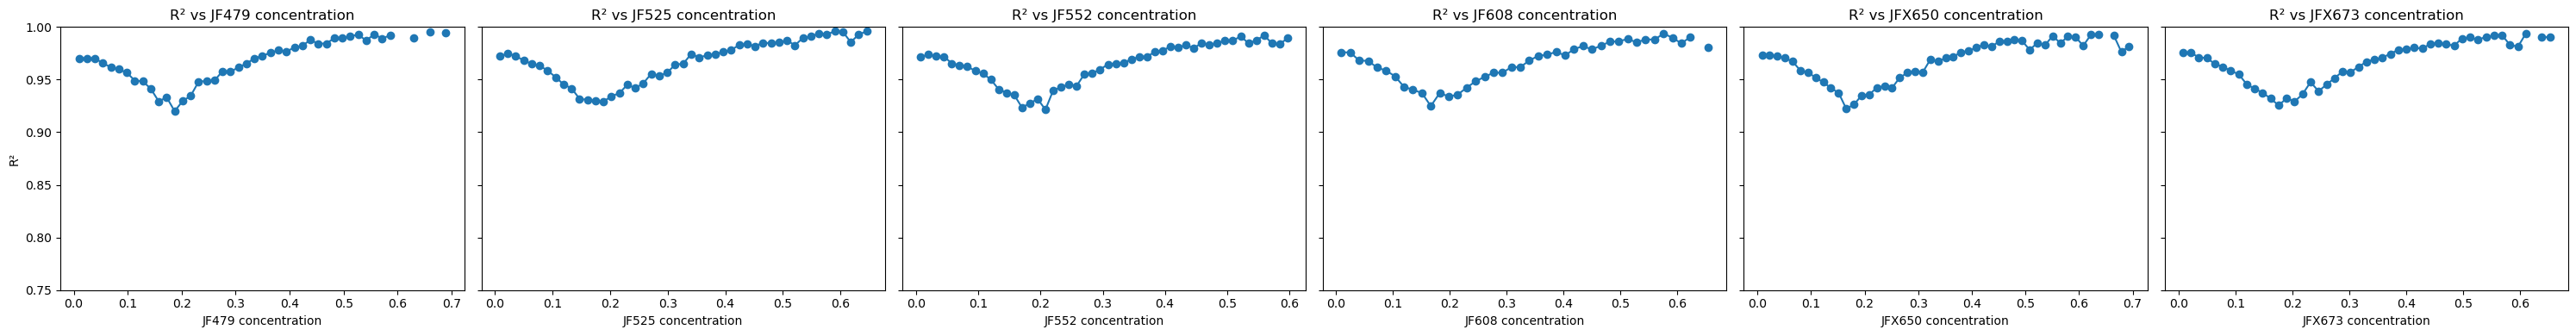 R² vs JF479 concentration
R² vs JF525 concentration
R² vs JF552 concentration
R² vs JF608 concentration
R² vs JFX650 concentration
R² vs JFX673 concentration
R²
1.00
0.95
0.90
0.85
0.80
0.75
0.0 0.1 0.2 0.3 0.4 0.5 0.6 0.7
0.0 0.1 0.2 0.3 0.4 0.5 0.6
0.0 0.1 0.2 0.3 0.4 0.5 0.6
0.0 0.1 0.2 0.3 0.4 0.5 0.6
0.0 0.1 0.2 0.3 0.4 0.5 0.6 0.7
0.0 0.1 0.2 0.3 0.4 0.5 0.6
JF479 concentration
JF525 concentration
JF552 concentration
JF608 concentration
JFX650 concentration
JFX673 concentration